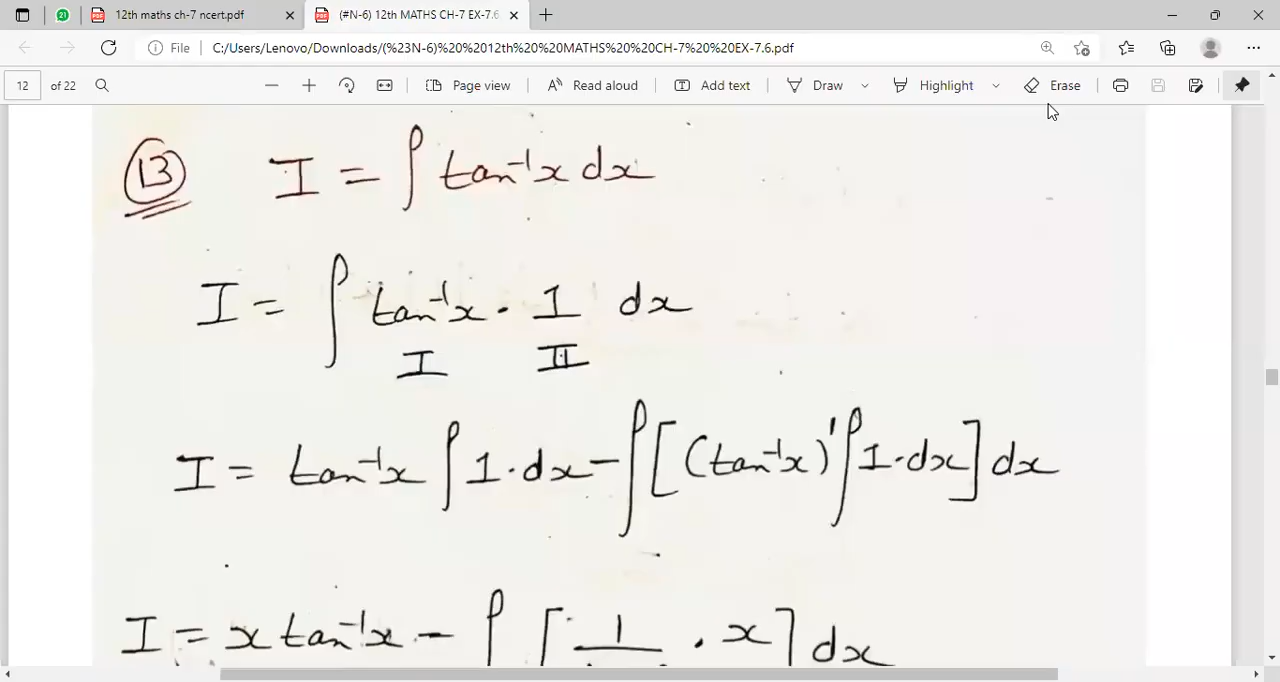 12th maths ch-7 ncert.pdf
(#N-6) 12th MATHS CH-7 EX-7.6.p
File C:/Users/Lenovo/Downloads/(%23N-6)%20%2012th%20%20MATHS%20%20CH-7%20%20EX-7.6.pdf
12 of 22 Page view Read aloud Add text Draw Highlight Erase
13 I = ∫ tan⁻¹x dx
I = ∫ tan⁻¹x · 1 dx
I II
I = tan⁻¹x ∫ 1·dx − ∫ [(tan⁻¹x)' ∫ 1·dx] dx
I = x tan⁻¹x − ∫ [ 1 · x ] dx